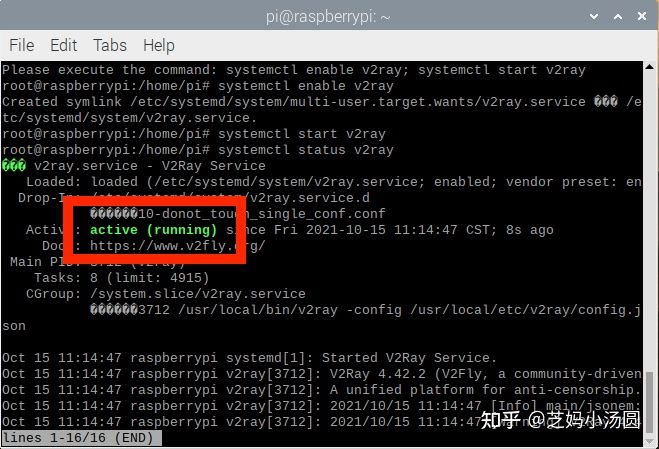 pi@raspberrypi: ~
File Edit Tabs Help
Please execute the command: systemctl enable v2ray; systemctl start v2ray
root@raspberrypi:/home/pi# systemctl enable v2ray
Created symlink /etc/systemd/system/multi-user.target.wants/v2ray.service ��� /e
tc/systemd/system/v2ray.service.
root@raspberrypi:/home/pi# systemctl start v2ray
root@raspberrypi:/home/pi# systemctl status v2ray
��� v2ray.service - V2Ray Service
Loaded: loaded (/etc/systemd/system/v2ray.service; enabled; vendor preset: en
Drop-In: /etc/systemd/system/v2ray.service.d
������10-donot_touch_single_conf.conf
Active: active (running) since Fri 2021-10-15 11:14:47 CST; 8s ago
Docs: https://www.v2fly.org/
Main PID: 3712 (v2ray)
Tasks: 8 (limit: 4915)
CGroup: /system.slice/v2ray.service
������3712 /usr/local/bin/v2ray -config /usr/local/etc/v2ray/config.j
son
Oct 15 11:14:47 raspberrypi systemd[1]: Started V2Ray Service.
Oct 15 11:14:47 raspberrypi v2ray[3712]: V2Ray 4.42.2 (V2Fly, a community-driven
Oct 15 11:14:47 raspberrypi v2ray[3712]: A unified platform for anti-censorship.
Oct 15 11:14:47 raspberrypi v2ray[3712]: 2021/10/15 11:14:47 [Info] main/jsonem:
Oct 15 11:14:47 raspberrypi v2ray[3712]: 2021/10/15 11:14:47 [Warning]
lines 1-16/16 (END)
知乎 @芝妈小汤圆